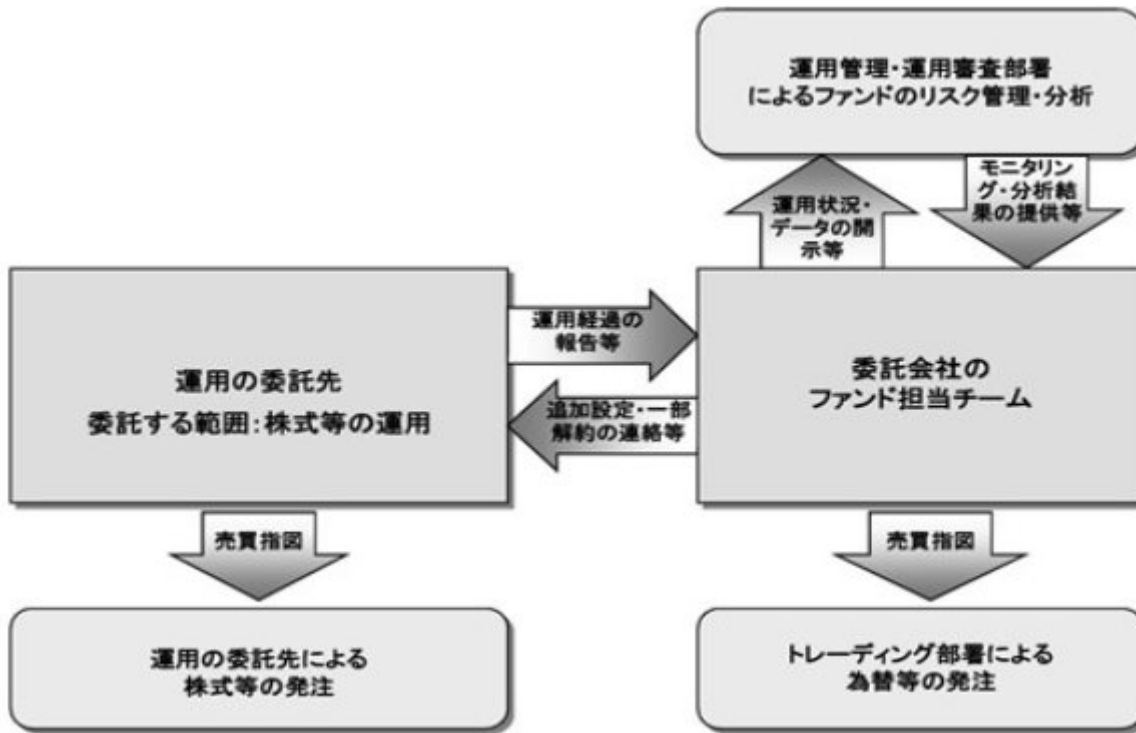 運用管理・運用審査部署
によるファンドのリスク管理・分析
運用状況・
データの開
示等
モニタリン
グ・分析結
果の提供等
運用の委託先
委託する範囲:株式等の運用
運用経過の
報告等
追加設定・一部
解約の連絡等
委託会社の
ファンド担当チーム
売買指図
売買指図
運用の委託先による
株式等の発注
トレーディング部署による
為替等の発注